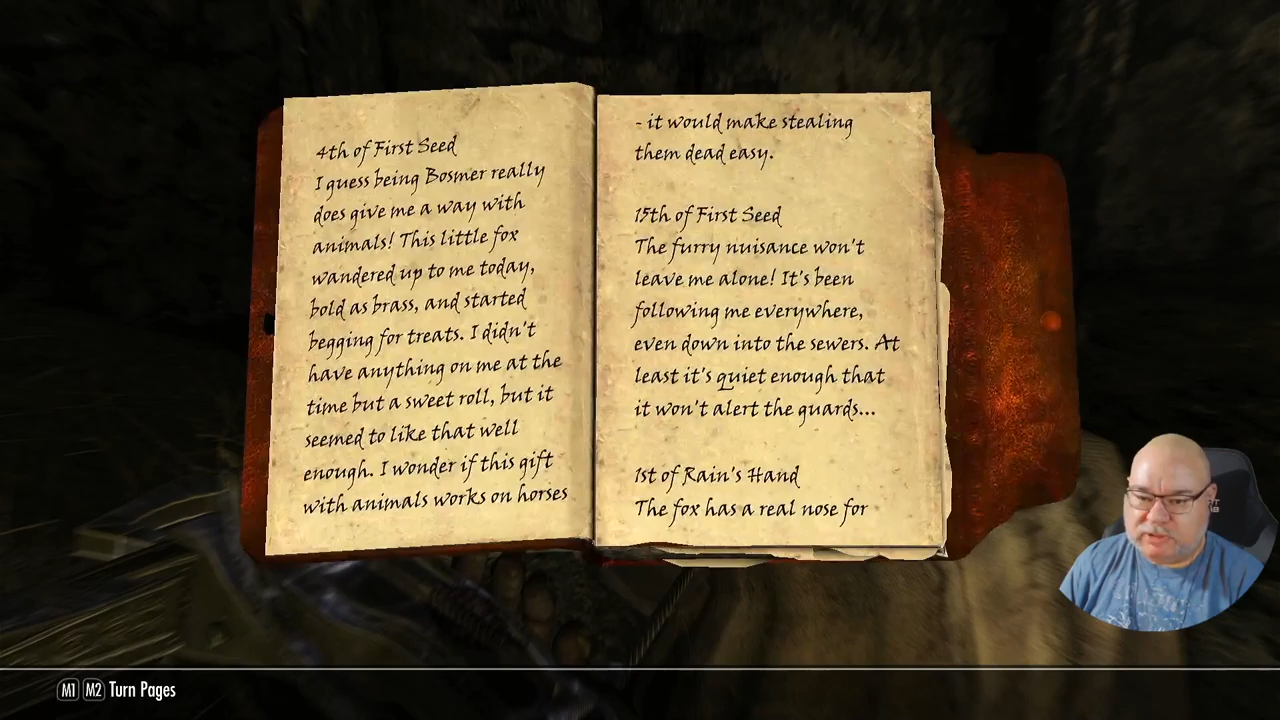 4th of First Seed
I guess being Bosmer really
does give me a way with
animals! This little fox
wandered up to me today,
bold as brass, and started
begging for treats. I didn't
have anything on me at the
time but a sweet roll, but it
seemed to like that well
enough. I wonder if this gift
with animals works on horses
- it would make stealing
them dead easy.
15th of First Seed
The furry nuisance won't
leave me alone! It's been
following me everywhere,
even down into the sewers. At
least it's quiet enough that
it won't alert the guards...
1st of Rain's Hand
The fox has a real nose for
M1 M2 Turn Pages